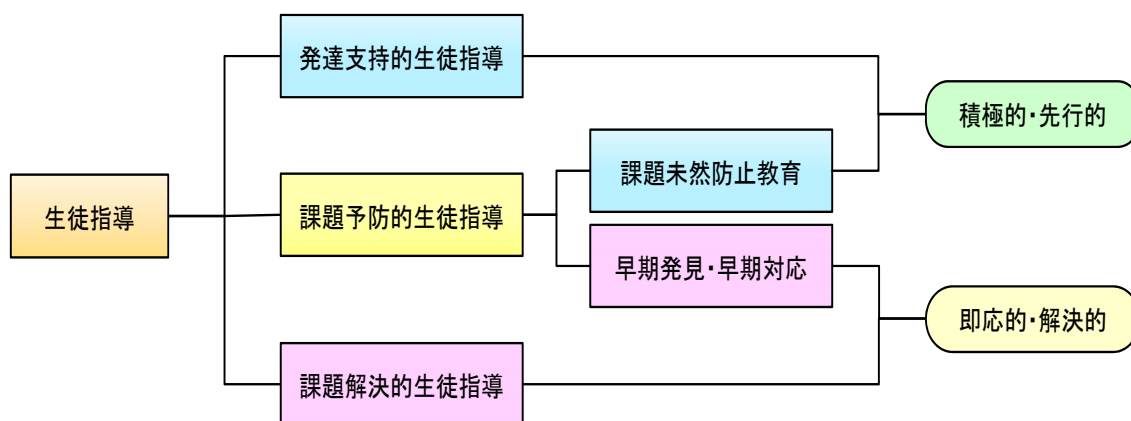 発達支持的生徒指導
積極的・先行的
課題未然防止教育
生徒指導
課題予防的生徒指導
早期発見・早期対応
即応的・解決的
課題解決的生徒指導